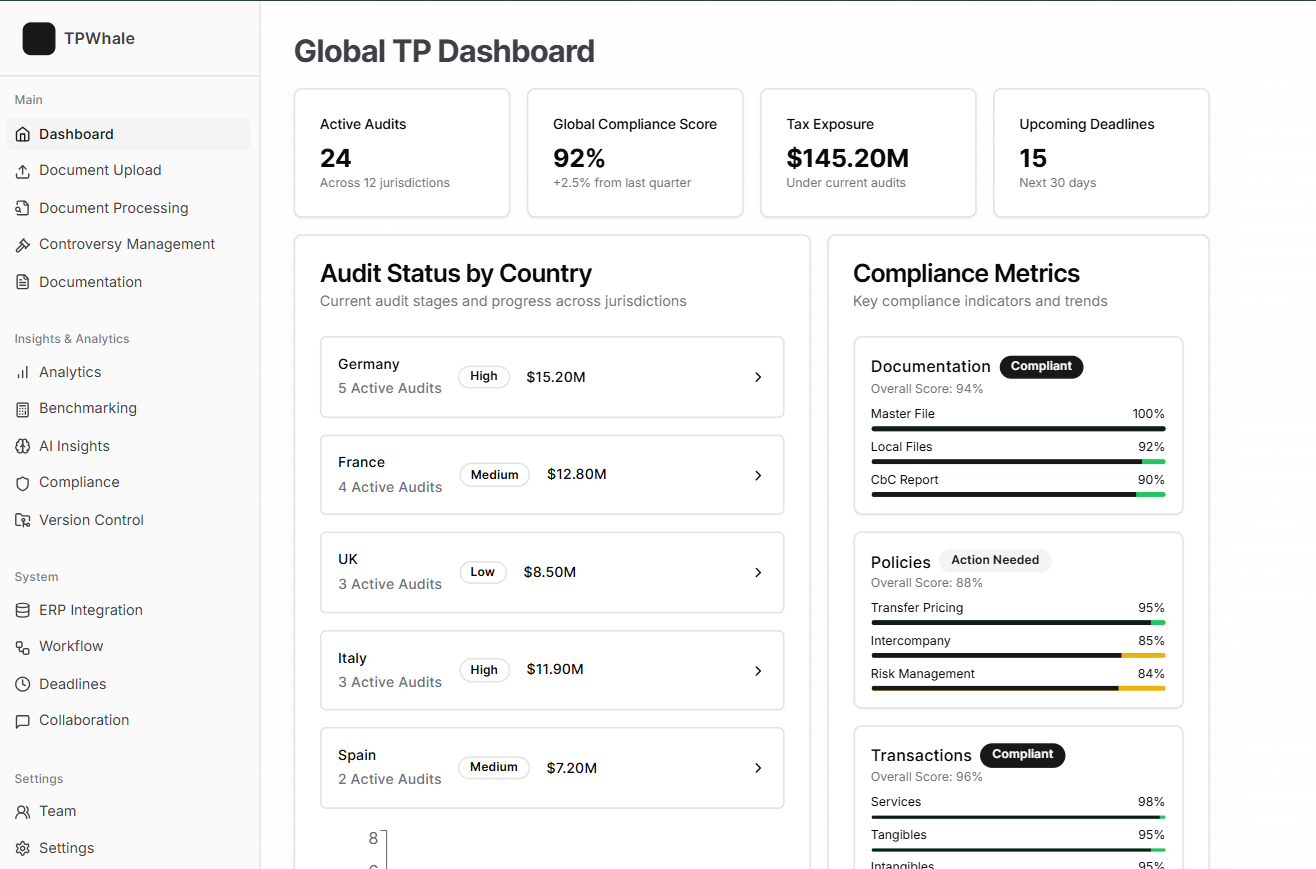 TPWhale
Main
Dashboard
Document Upload
Document Processing
Controversy Management
Documentation
Insights & Analytics
Analytics
Benchmarking
AI Insights
Compliance
Version Control
System
ERP Integration
Workflow
Deadlines
Collaboration
Settings
Team
Settings
Global TP Dashboard
Active Audits
24
Across 12 jurisdictions
Global Compliance Score
92%
+2.5% from last quarter
Tax Exposure
$145.20M
Under current audits
Upcoming Deadlines
15
Next 30 days
Audit Status by Country
Current audit stages and progress across jurisdictions
Germany
5 Active Audits
High
$15.20M
France
4 Active Audits
Medium
$12.80M
UK
3 Active Audits
Low
$8.50M
Italy
3 Active Audits
High
$11.90M
Spain
2 Active Audits
Medium
$7.20M
8
Compliance Metrics
Key compliance indicators and trends
Documentation Compliant
Overall Score: 94%
Master File 100%
Local Files 92%
CbC Report 90%
Policies Action Needed
Overall Score: 88%
Transfer Pricing 95%
Intercompany 85%
Risk Management 84%
Transactions Compliant
Overall Score: 96%
Services 98%
Tangibles 95%
Intangibles 95%